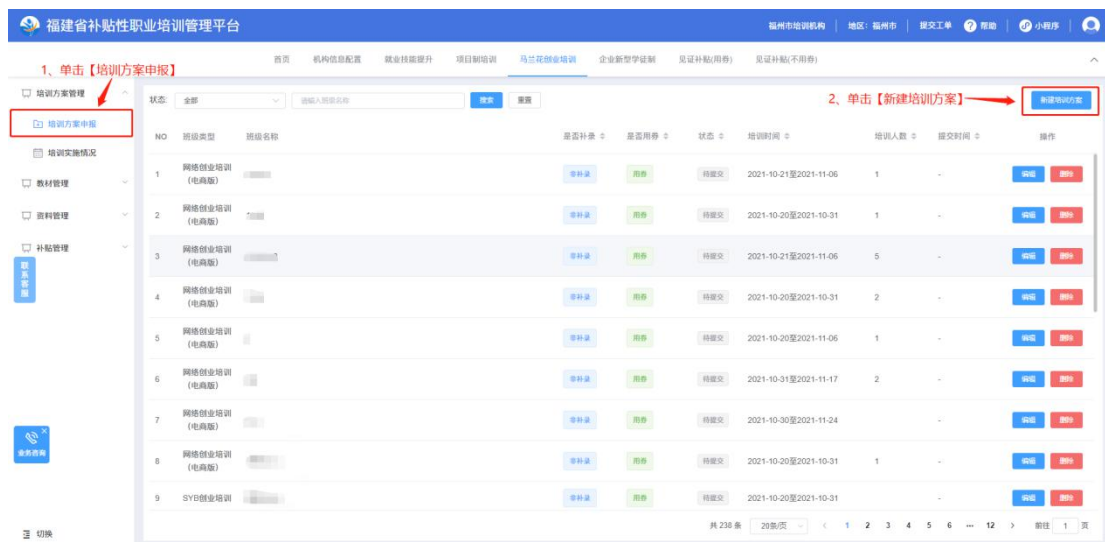 福建省补贴性职业培训管理平台
福州市培训机构 地区：福州市 提交工单 帮助 小程序
首页 机构信息配置 就业技能提升 项目制培训 马兰花创业培训 企业新型学徒制 见证补贴(用券) 见证补贴(不用券)
1、单击【培训方案申报】
2、单击【新建培训方案】
培训方案管理
培训方案申报
培训实施情况
教材管理
资料管理
补贴管理
联系客服
业务咨询
切换
状态: 全部 请输入班级名称 搜索 重置 新建培训方案
NO 班级类型 班级名称 是否补录 是否用券 状态 培训时间 培训人数 提交时间 操作
1 网络创业培训(电商版) 非补录 用券 待提交 2021-10-21至2021-11-06 1 - 编辑 删除
2 网络创业培训(电商版) 非补录 用券 待提交 2021-10-20至2021-10-31 1 - 编辑 删除
3 网络创业培训(电商版) 非补录 用券 待提交 2021-10-21至2021-11-06 5 - 编辑 删除
4 网络创业培训(电商版) 非补录 用券 待提交 2021-10-20至2021-10-31 2 - 编辑 删除
5 网络创业培训(电商版) 非补录 用券 待提交 2021-10-20至2021-11-06 1 - 编辑 删除
6 网络创业培训(电商版) 非补录 用券 待提交 2021-10-31至2021-11-17 2 - 编辑 删除
7 网络创业培训(电商版) 非补录 用券 待提交 2021-10-30至2021-11-24 - 编辑 删除
8 网络创业培训(电商版) 非补录 用券 待提交 2021-10-20至2021-10-31 1 - 编辑 删除
9 SYB创业培训 非补录 用券 待提交 2021-10-20至2021-10-31 - 编辑 删除
共 238 条 20条/页 < 1 2 3 4 5 6 ··· 12 > 前往 1 页